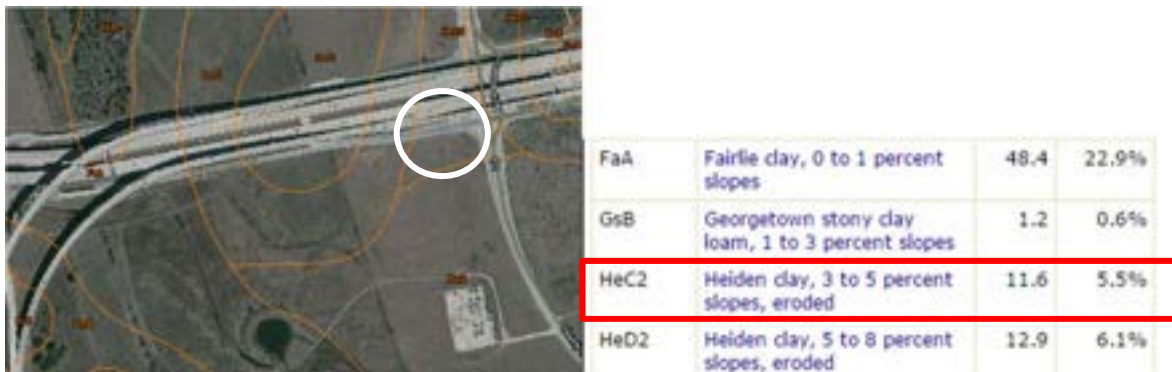 FaA Fairlie clay, 0 to 1 percent 48.4 22.9%
slopes
GsB Georgetown stony clay 1.2 0.6%
loam, 1 to 3 percent slopes
HeC2 Heiden clay, 3 to 5 percent 11.6 5.5%
slopes, eroded
HeD2 Heiden clay, 5 to 8 percent 12.9 6.1%
slopes, eroded